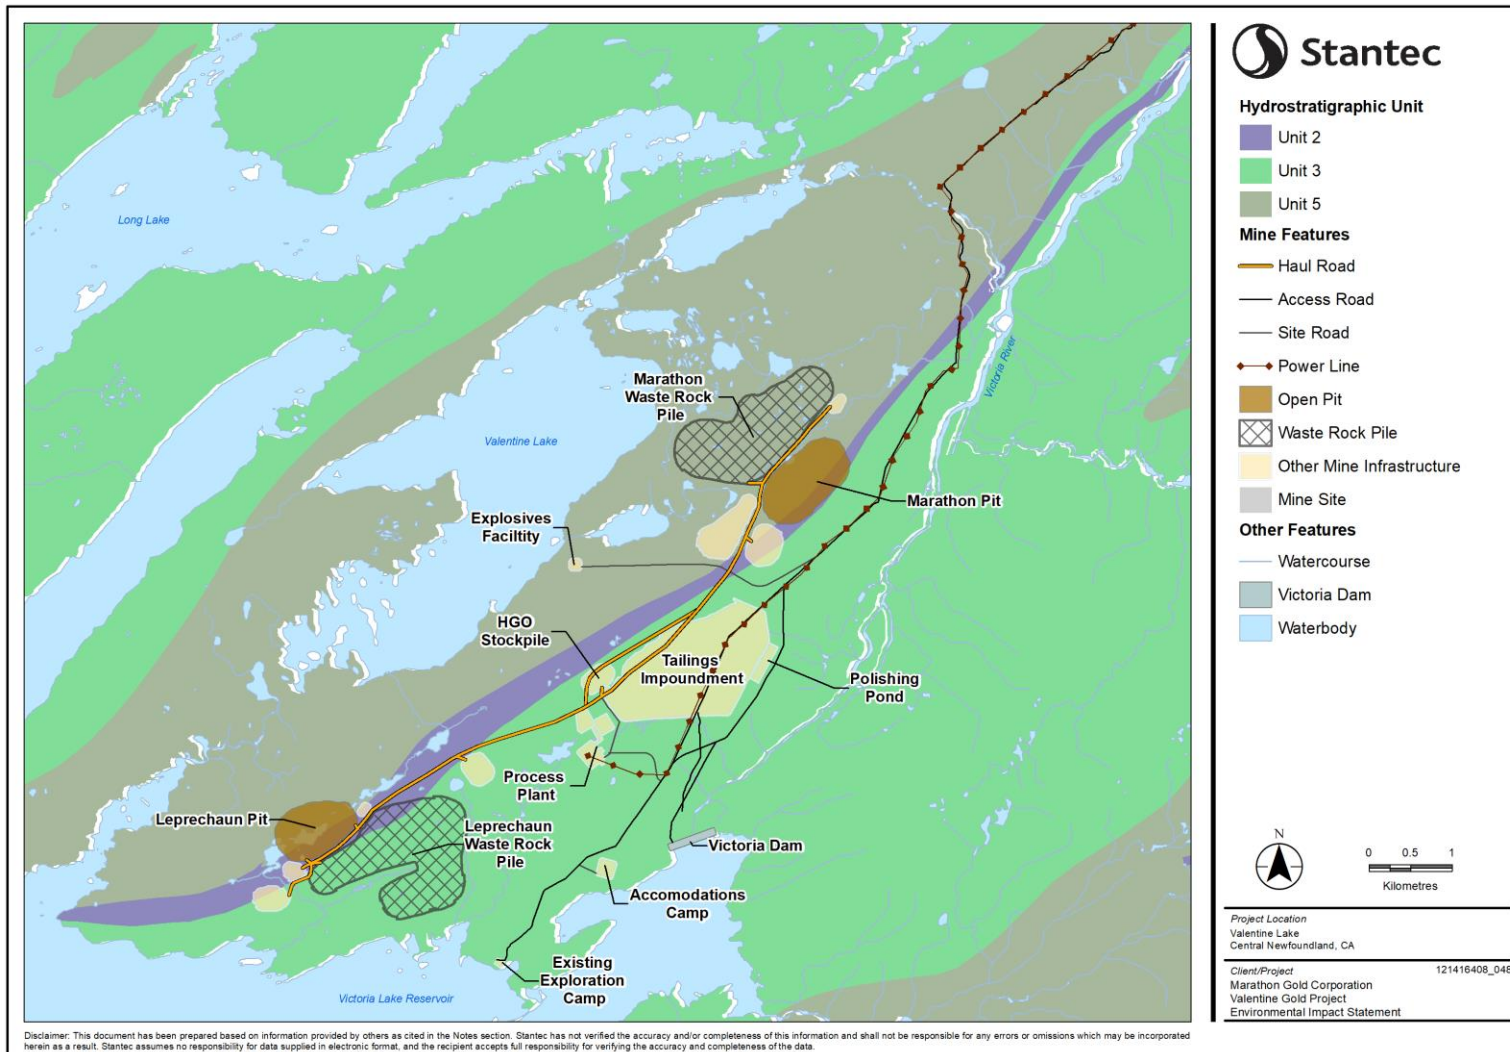 Long Lake
Valentine Lake
Victoria River
Marathon
Waste Rock
Pile
Marathon Pit
Explosives
Faciltity
HGO
Stockpile
Tailings
Impoundment
Polishing
Pond
Process
Plant
Leprechaun Pit
Leprechaun
Waste Rock
Pile
Victoria Dam
Accomodations
Camp
Existing
Exploration
Camp
Victoria Lake Reservoir
Stantec
Hydrostratigraphic Unit
Unit 2
Unit 3
Unit 5
Mine Features
Haul Road
Access Road
Site Road
Power Line
Open Pit
Waste Rock Pile
Other Mine Infrastructure
Mine Site
Other Features
Watercourse
Victoria Dam
Waterbody
N
0 0.5 1
Kilometres
Project Location
Valentine Lake
Central Newfoundland, CA
Client/Project 121416408_048
Marathon Gold Corporation
Valentine Gold Project
Environmental Impact Statement
Disclaimer: This document has been prepared based on information provided by others as cited in the Notes section. Stantec has not verified the accuracy and/or completeness of this information and shall not be responsible for any errors or omissions which may be incorporated
herein as a result. Stantec assumes no responsibility for data supplied in electronic format, and the recipient accepts full responsibility for verifying the accuracy and completeness of the data.